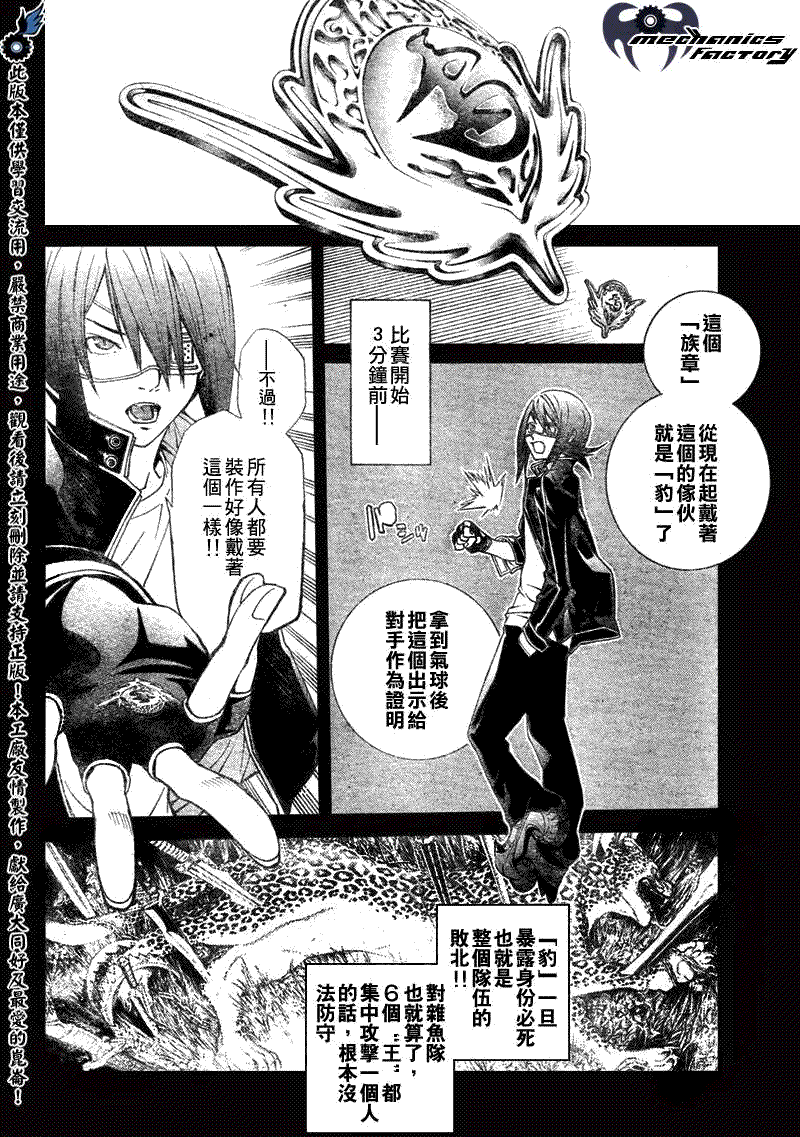 mechanics
Factory
此版本僅供學習交流用，嚴禁商業用途，觀看後請立刻刪除並請支持正版！本工廠友情製作，獻給廣大同好及最愛的崑崙！
這個
「族章」
從現在起戴著
這個的傢伙
就是「豹」了
比賽開始
3分鐘前——
拿到氣球後
把這個出示給
對手作為證明
——不過!!
所有人都要
裝作好像戴著
這個一樣!!
「豹」一旦
暴露身份必死
也就是
整個隊伍的
敗北!!
對雜魚隊
也就算了，
6個〝王〞都
集中攻擊一個人
的話，根本沒
法防守